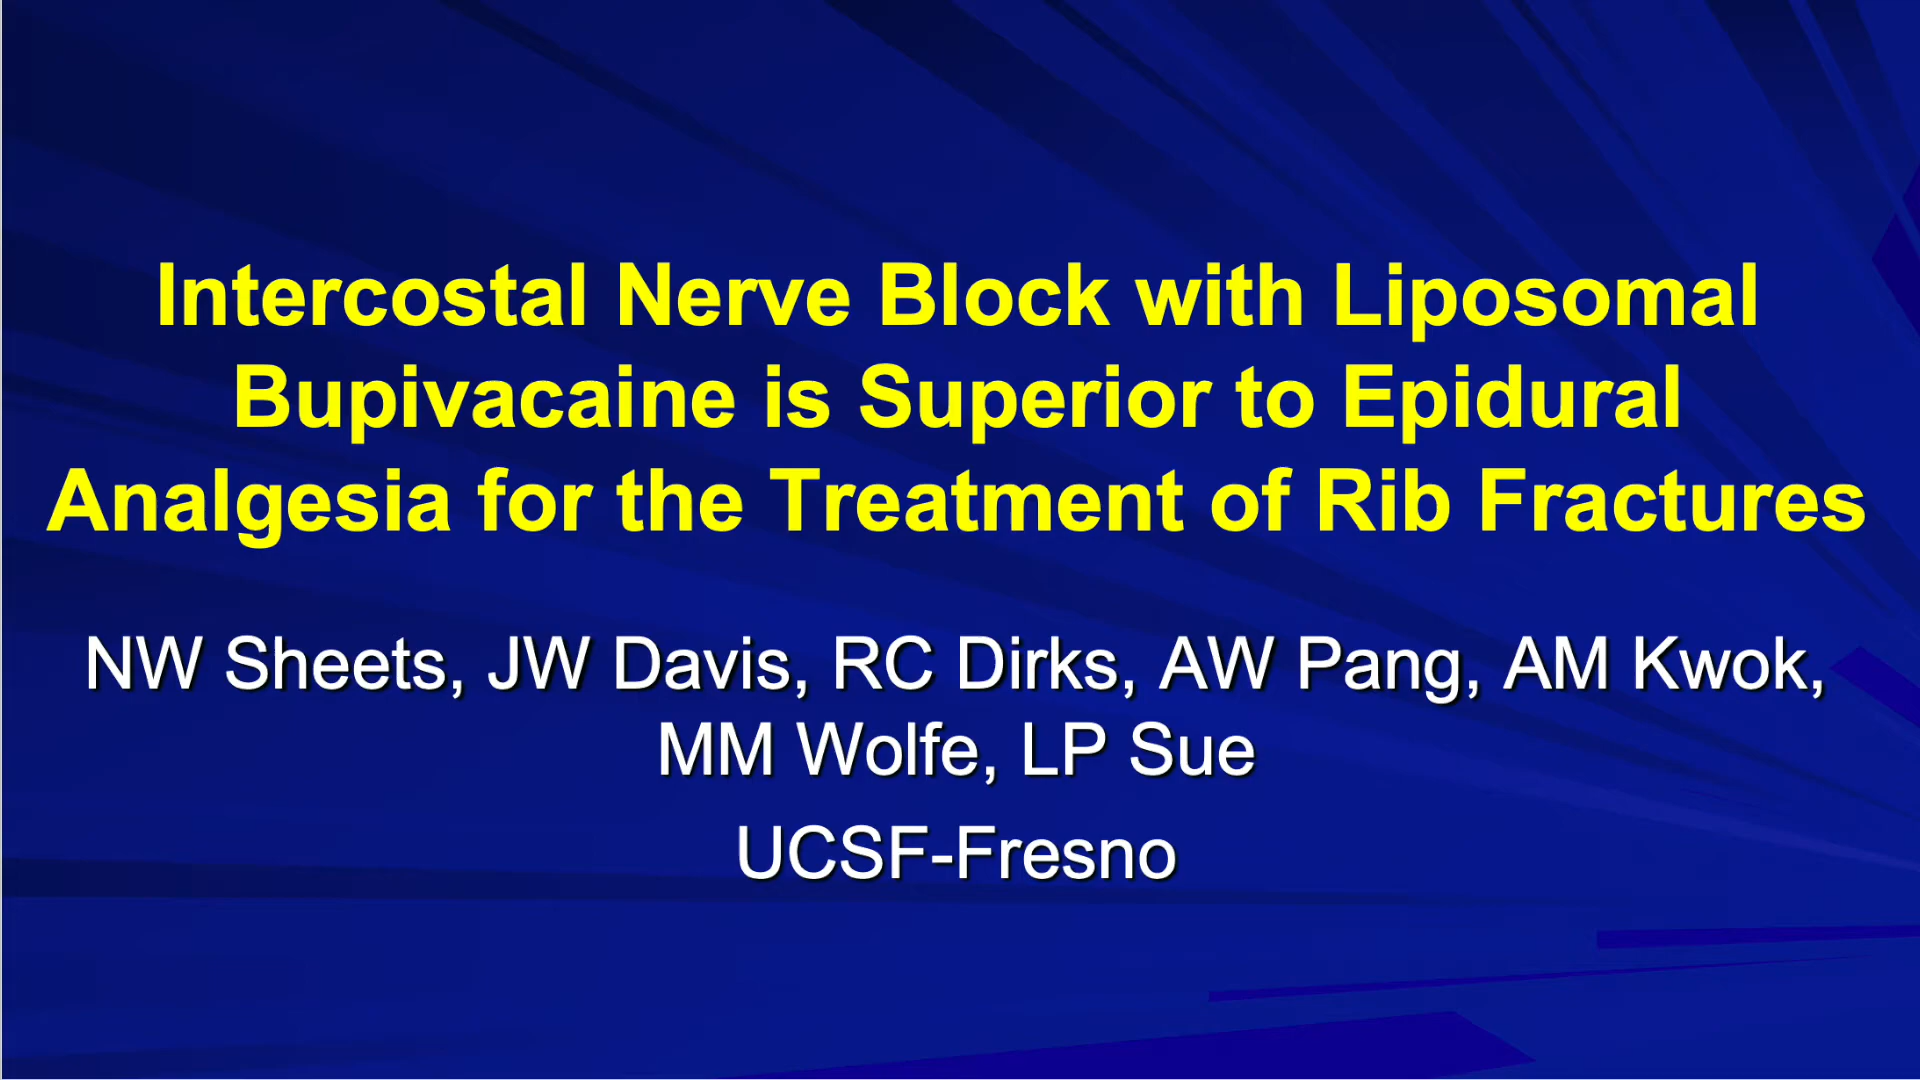 Intercostal Nerve Block with Liposomal
Bupivacaine is Superior to Epidural
Analgesia for the Treatment of Rib Fractures
NW Sheets, JW Davis, RC Dirks, AW Pang, AM Kwok,
MM Wolfe, LP Sue
UCSF-Fresno